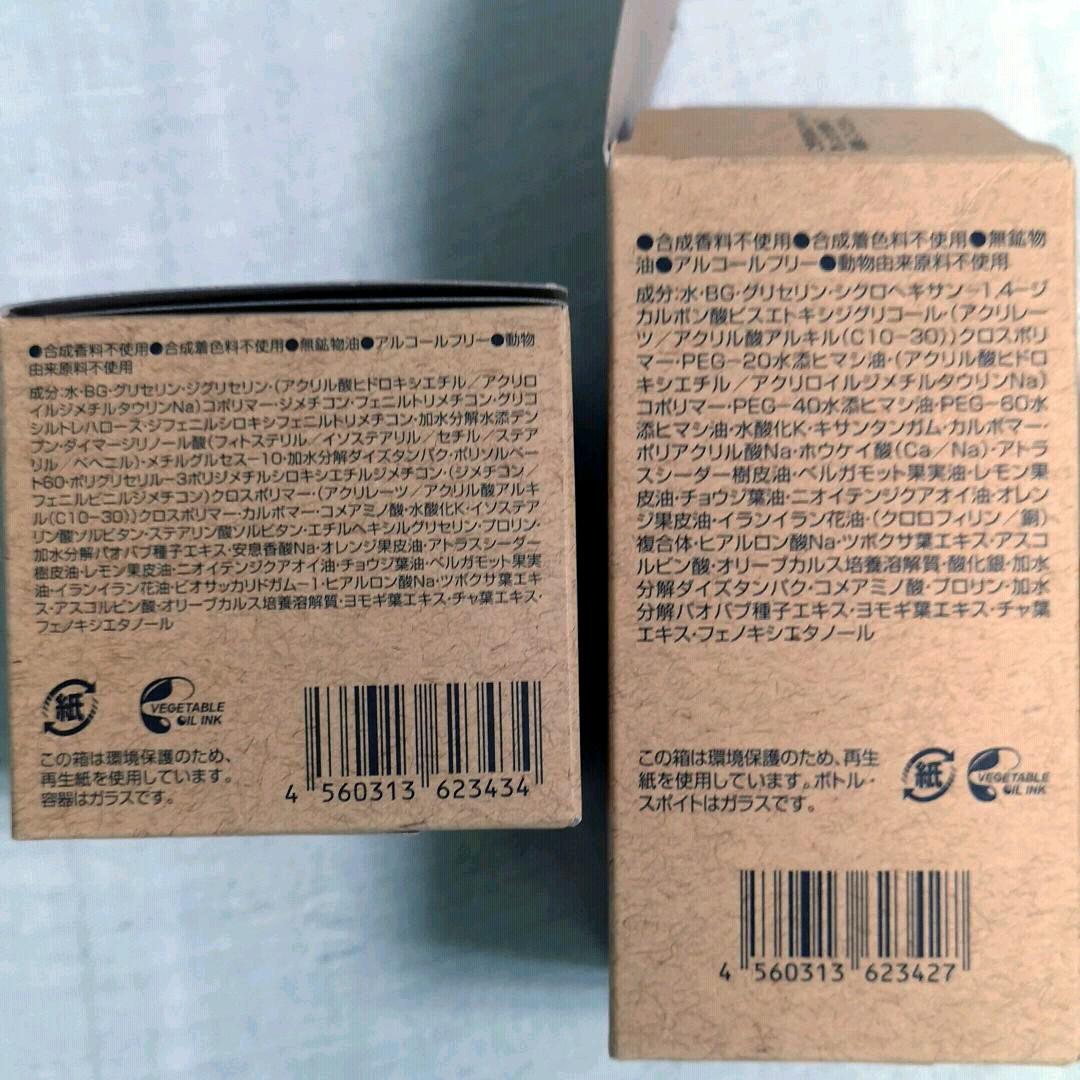 ●合成香料不使用●合成着色料不使用●無鉱物油●アルコールフリー●動物
由来原料不使用
成分:水・BG・グリセリン・ジグリセリン・(アクリル酸ヒドロキシエチル/アクリロ
イルジメチルタウリンNa)コポリマー・ジメチコン・フェニルトリメチコン・グリコ
シルトレハロース・ジフェニルシロキシフェニルトリメチコン・加水分解水添デン
プン・ダイマージリノール酸(フィトステリル/イソステアリル/セチル/ステア
リル/ベヘニル)・メチルグルセス-10・加水分解ダイズタンパク・ポリソルベー
ト60・ポリグリセリル-3ポリジメチルシロキシエチルジメチコン・(ジメチコン/
フェニルビニルジメチコン)クロスポリマー・(アクリレーツ/アクリル酸アルキ
ル(C10-30))クロスポリマー・カルボマー・コメアミノ酸・水酸化K・イソステア
リン酸ソルビタン・ステアリン酸ソルビタン・エチルヘキシルグリセリン・プロリン・
加水分解バオバブ種子エキス・安息香酸Na・オレンジ果皮油・アトラスシーダー
樹皮油・レモン果皮油・ニオイテンジクアオイ油・チョウジ葉油・ベルガモット果実
油・イランイラン花油・ビオサッカリドガム-1・ヒアルロン酸Na・ツボクサ葉エキ
ス・アスコルビン酸・オリーブカルス培養溶解質・ヨモギ葉エキス・チャ葉エキス・
フェノキシエタノール
紙
VEGETABLE
OIL INK
この箱は環境保護のため、
再生紙を使用しています。
容器はガラスです。
4 560313 623434
●合成香料不使用●合成着色料不使用●無鉱物
油●アルコールフリー●動物由来原料不使用
成分:水・BG・グリセリン・シクロヘキサン-1,4-ジ
カルボン酸ビスエトキシジグリコール・(アクリレー
ツ/アクリル酸アルキル(C10-30))クロスポリ
マー・PEG-20水添ヒマシ油・(アクリル酸ヒドロ
キシエチル/アクリロイルジメチルタウリンNa)
コポリマー・PEG-40水添ヒマシ油・PEG-60水
添ヒマシ油・水酸化K・キサンタンガム・カルボマー・
ポリアクリル酸Na・ホウケイ酸(Ca/Na)・アトラ
スシーダー樹皮油・ベルガモット果実油・レモン果
皮油・チョウジ葉油・ニオイテンジクアオイ油・オレン
ジ果皮油・イランイラン花油・(クロロフィリン/銅)
複合体・ヒアルロン酸Na・ツボクサ葉エキス・アスコ
ルビン酸・オリーブカルス培養溶解質・酸化銀・加水
分解ダイズタンパク・コメアミノ酸・プロリン・加水
分解バオバブ種子エキス・ヨモギ葉エキス・チャ葉
エキス・フェノキシエタノール
この箱は環境保護のため、再生
紙を使用しています。ボトル・
スポイトはガラスです。
紙
VEGETABLE
OIL INK
4 560313 623427